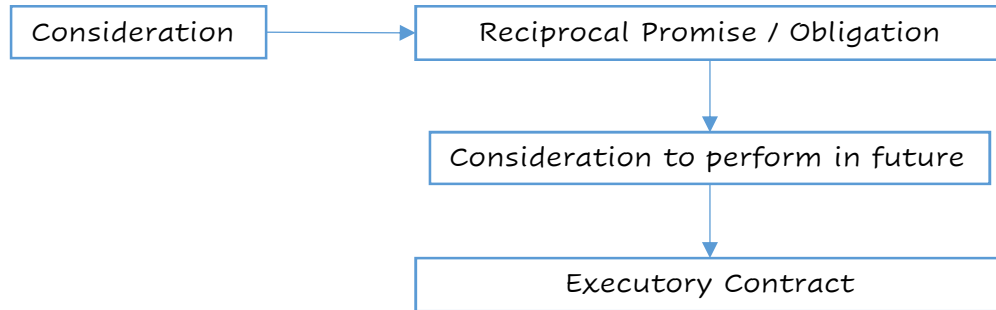 Consideration
Reciprocal Promise / Obligation
Consideration to perform in future
Executory Contract